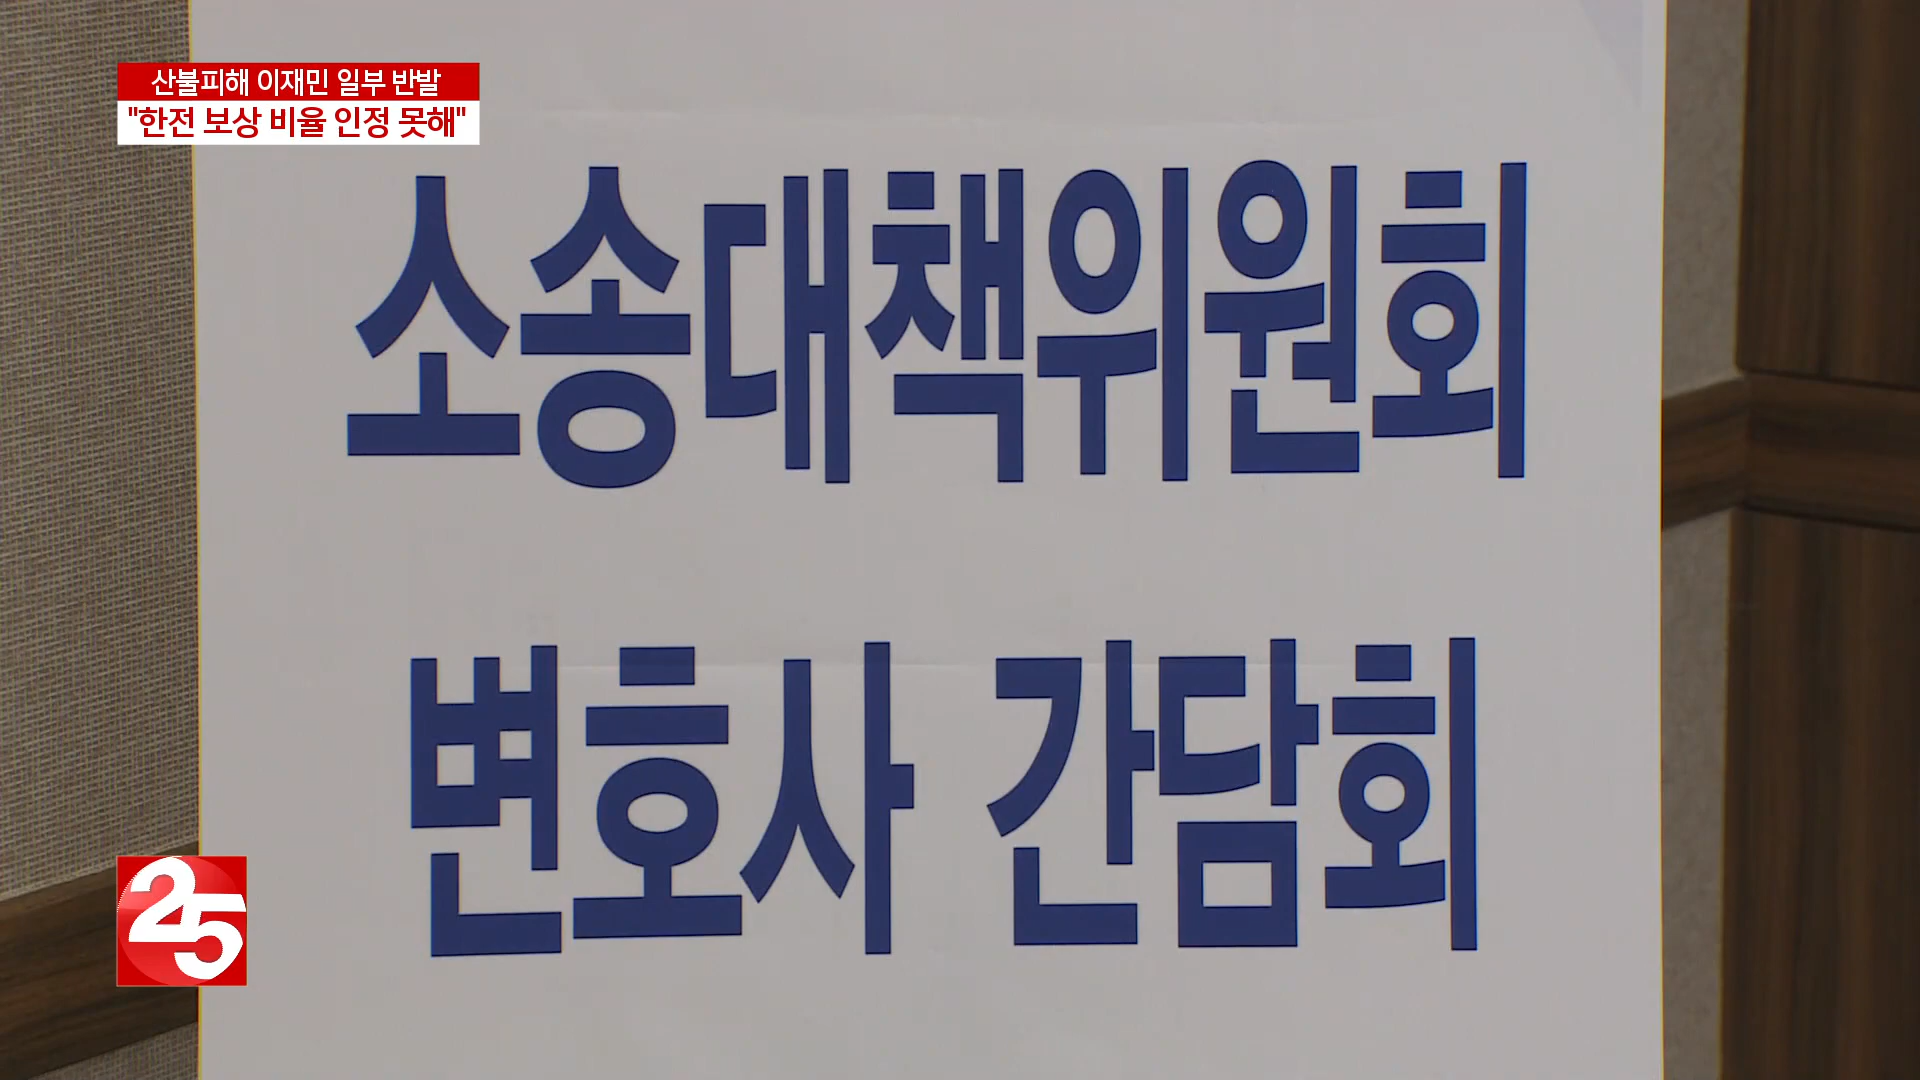 산불피해 이재민 일부 반발
"한전 보상 비율 인정 못해"
소송대책위원회
변호사 간담회
25